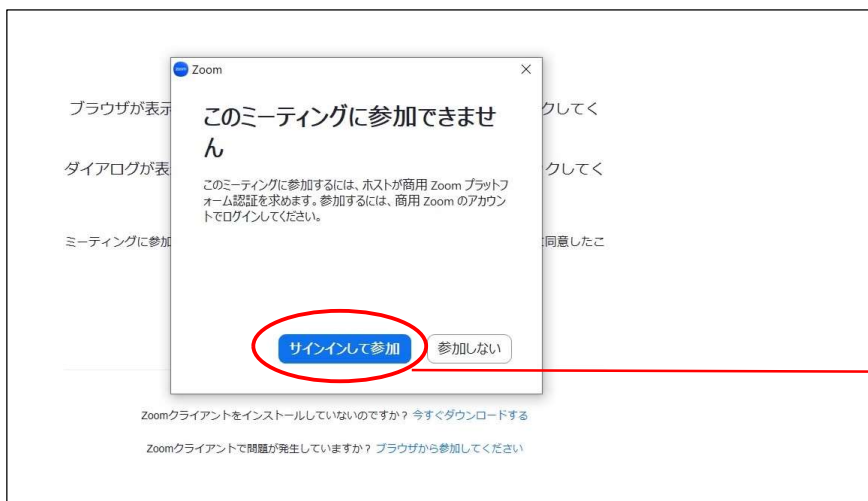 Zoom
ブラウザが表示
クしてく
このミーティングに参加できませ
ん
ダイアログが表
クしてく
このミーティングに参加するには、ホストが商用 Zoom プラットフ
ォーム認証を求めます。参加するには、商用 Zoom のアカウン
トでログインしてください。
ミーティングに参加
同意したこ
サインインして参加
参加しない
Zoomクライアントをインストールしていないのですか？ 今すぐダウンロードする
Zoomクライアントで問題が発生していますか？ ブラウザから参加してください